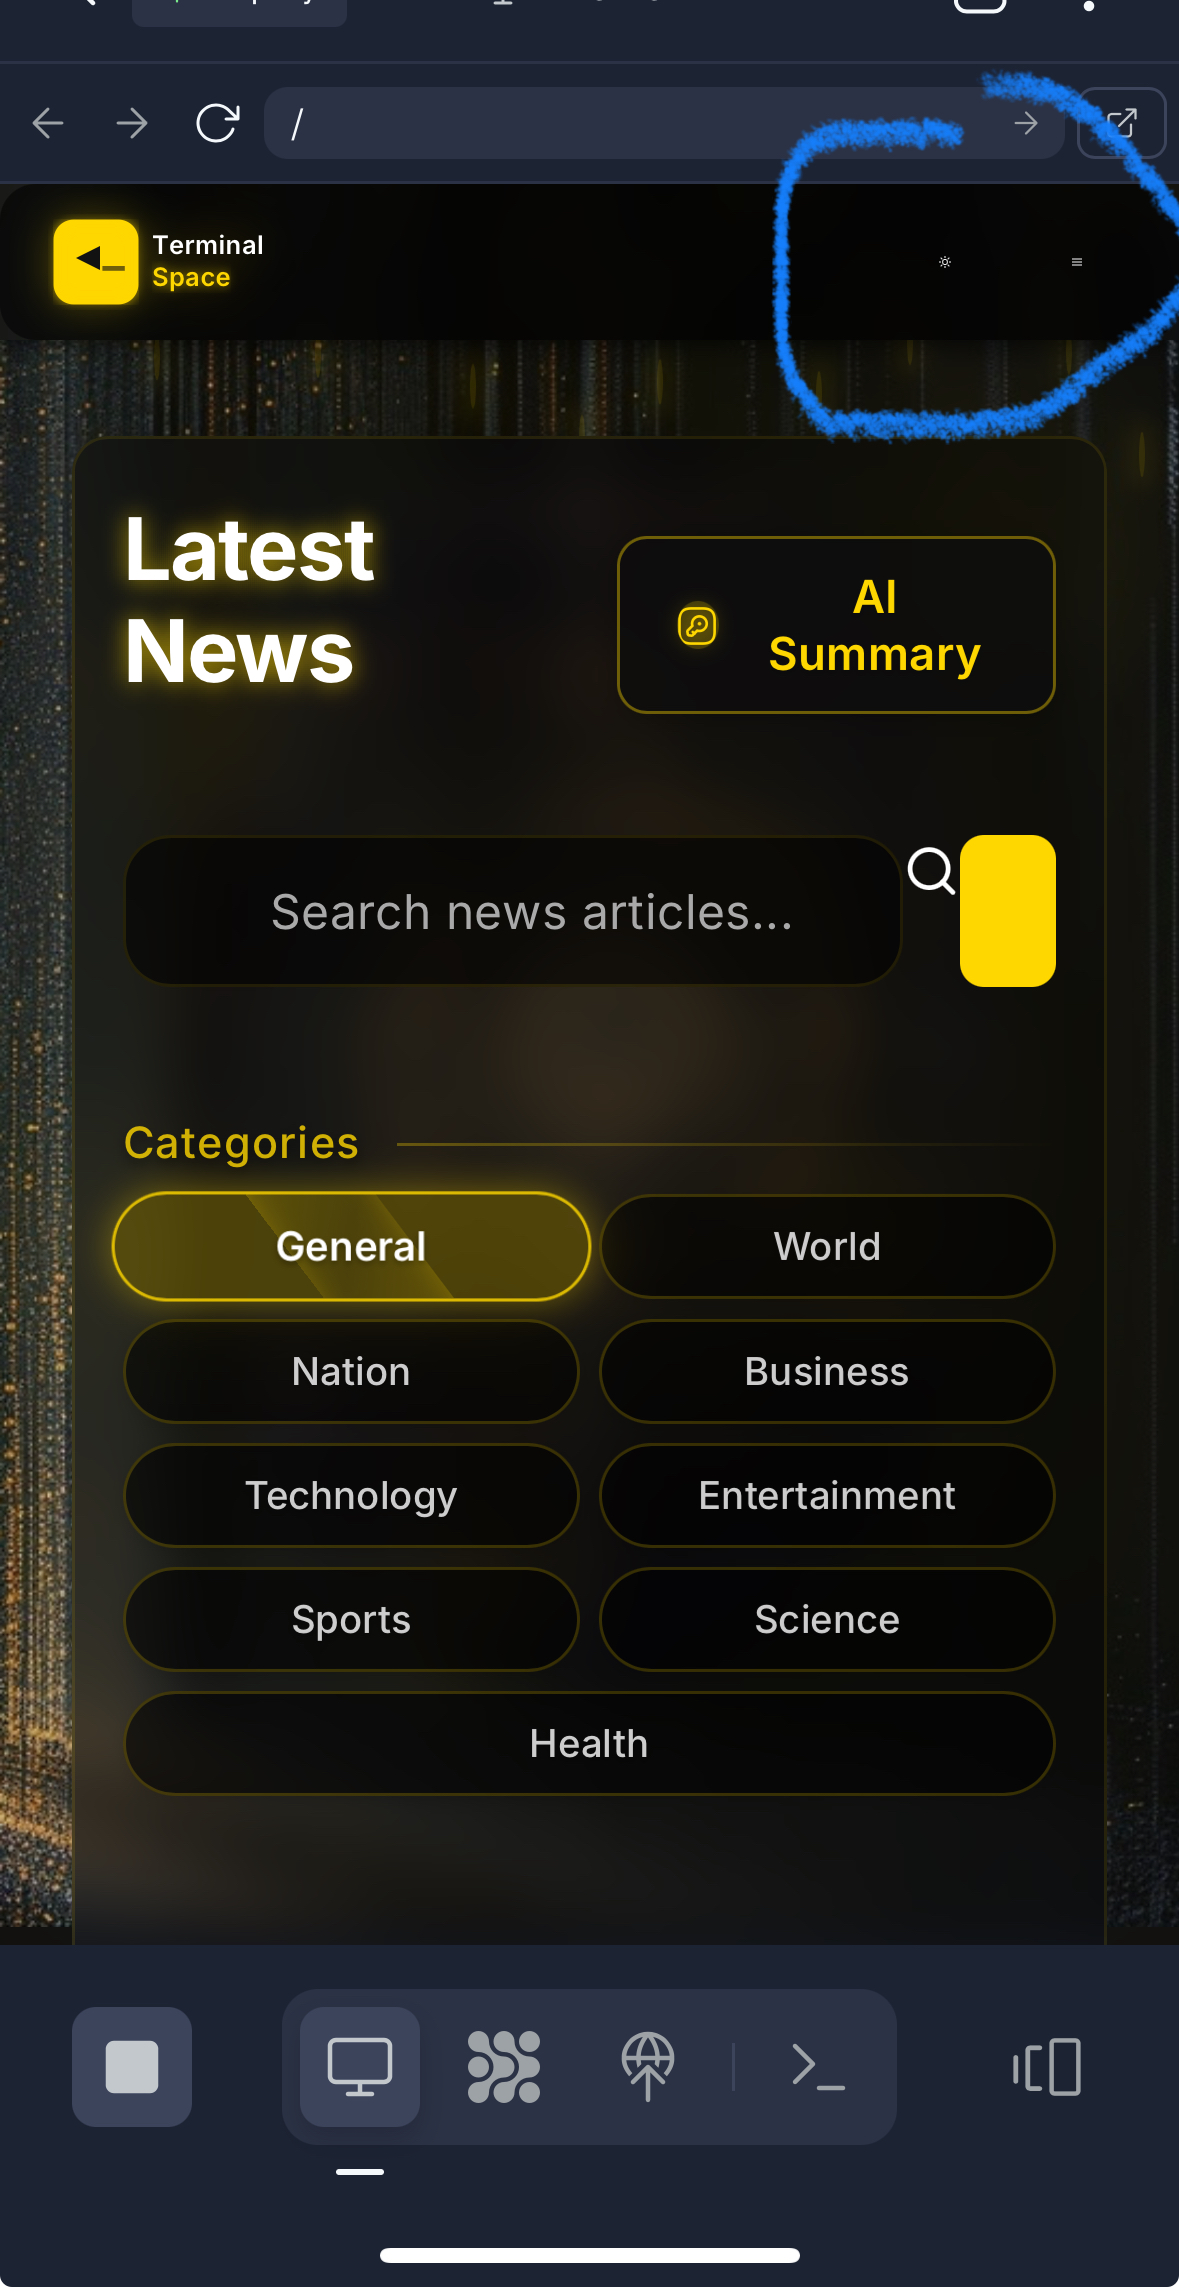 /
Terminal
Space
Latest
News
AI
Summary
Search news articles...
Categories
General
World
Nation
Business
Technology
Entertainment
Sports
Science
Health